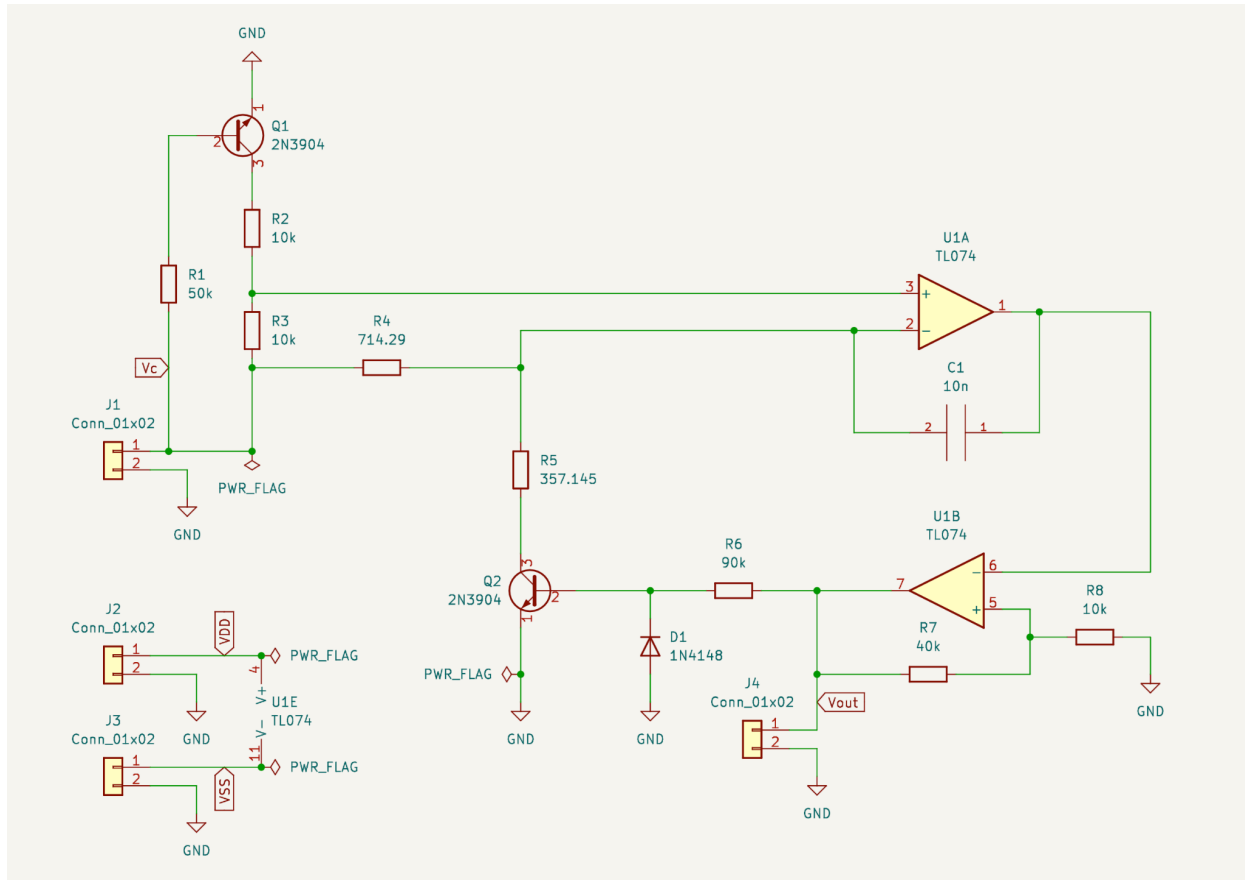 GND
1
Q1
2N3904
2
3
R2
10k
U1A
TL074
R1
50k
3
+
1
2
−
R3
10k
R4
714.29
Vc
C1
10n
2
1
J1
Conn_01x02
1
2
R5
357.145
PWR_FLAG
GND
U1B
TL074
R6
90k
3
Q2
2N3904
2
1
7
−
6
+
5
R8
10k
J2
Conn_01x02
1
2
VDD
PWR_FLAG
4
V+
U1E
TL074
V-
11
GND
D1
1N4148
R7
40k
PWR_FLAG
GND
GND
J4
Conn_01x02
1
2
Vout
GND
J3
Conn_01x02
1
2
PWR_FLAG
VSS
GND
GND